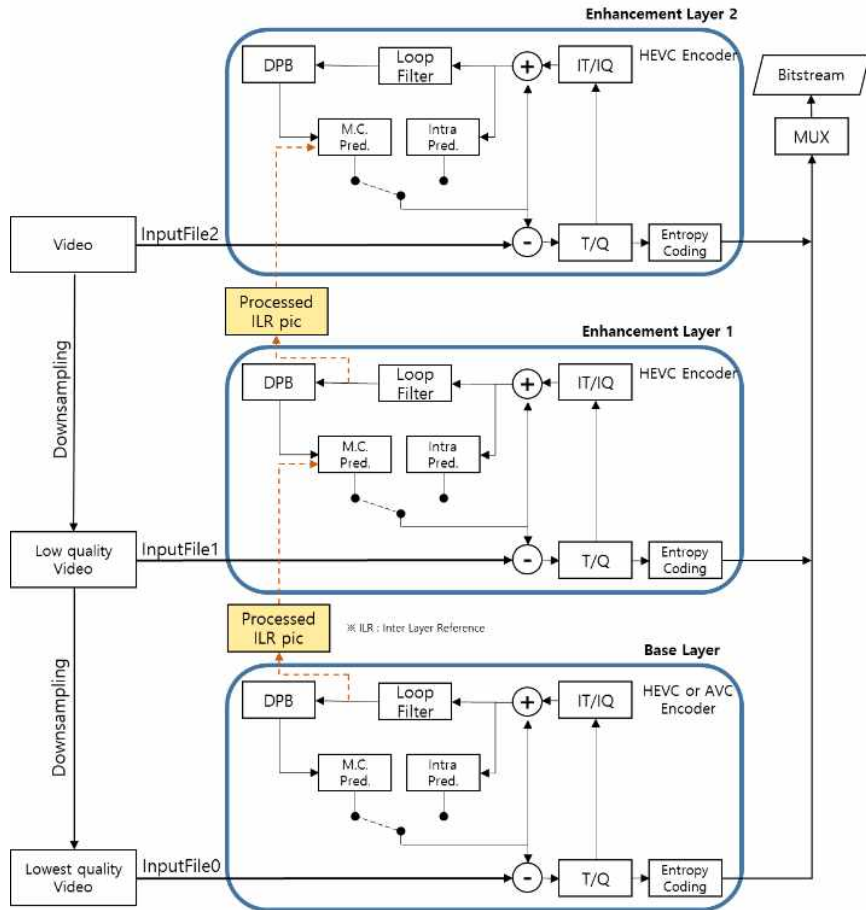 Enhancement Layer 2
DPB
Loop
Filter
+
IT/IQ
HEVC Encoder
Bitstream
MUX
M.C.
Pred.
Intra
Pred.
Video
InputFile2
-
T/Q
Entropy
Coding
Processed
ILR pic
Downsampling
Enhancement Layer 1
DPB
Loop
Filter
+
IT/IQ
HEVC Encoder
M.C.
Pred.
Intra
Pred.
Low quality
Video
InputFile1
-
T/Q
Entropy
Coding
Processed
ILR pic
※ ILR : Inter Layer Reference
Downsampling
Base Layer
DPB
Loop
Filter
+
IT/IQ
HEVC or AVC
Encoder
M.C.
Pred.
Intra
Pred.
Lowest quality
Video
InputFile0
-
T/Q
Entropy
Coding